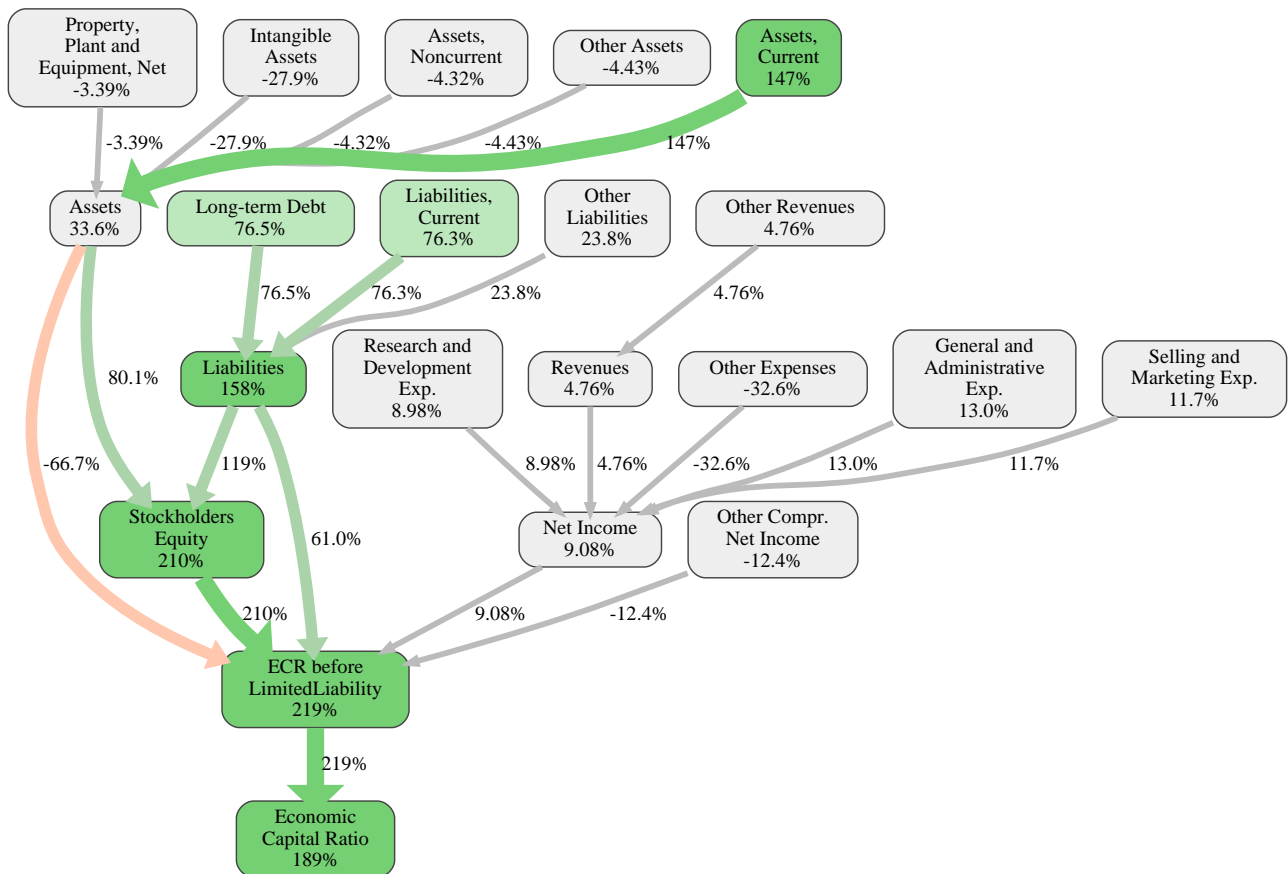 Property,
Plant and
Equipment, Net
-3.39%
Intangible
Assets
-27.9%
Assets,
Noncurrent
-4.32%
Other Assets
-4.43%
Assets,
Current
147%
-3.39%
-27.9%
-4.32%
-4.43%
147%
Assets
33.6%
Long-term Debt
76.5%
Liabilities,
Current
76.3%
Other
Liabilities
23.8%
Other Revenues
4.76%
76.5%
76.3%
23.8%
4.76%
80.1%
Liabilities
158%
Research and
Development
Exp.
8.98%
Revenues
4.76%
Other Expenses
-32.6%
General and
Administrative
Exp.
13.0%
Selling and
Marketing Exp.
11.7%
-66.7%
119%
8.98%
4.76%
-32.6%
13.0%
11.7%
Stockholders
Equity
210%
61.0%
Net Income
9.08%
Other Compr.
Net Income
-12.4%
210%
9.08%
-12.4%
ECR before
LimitedLiability
219%
219%
Economic
Capital Ratio
189%